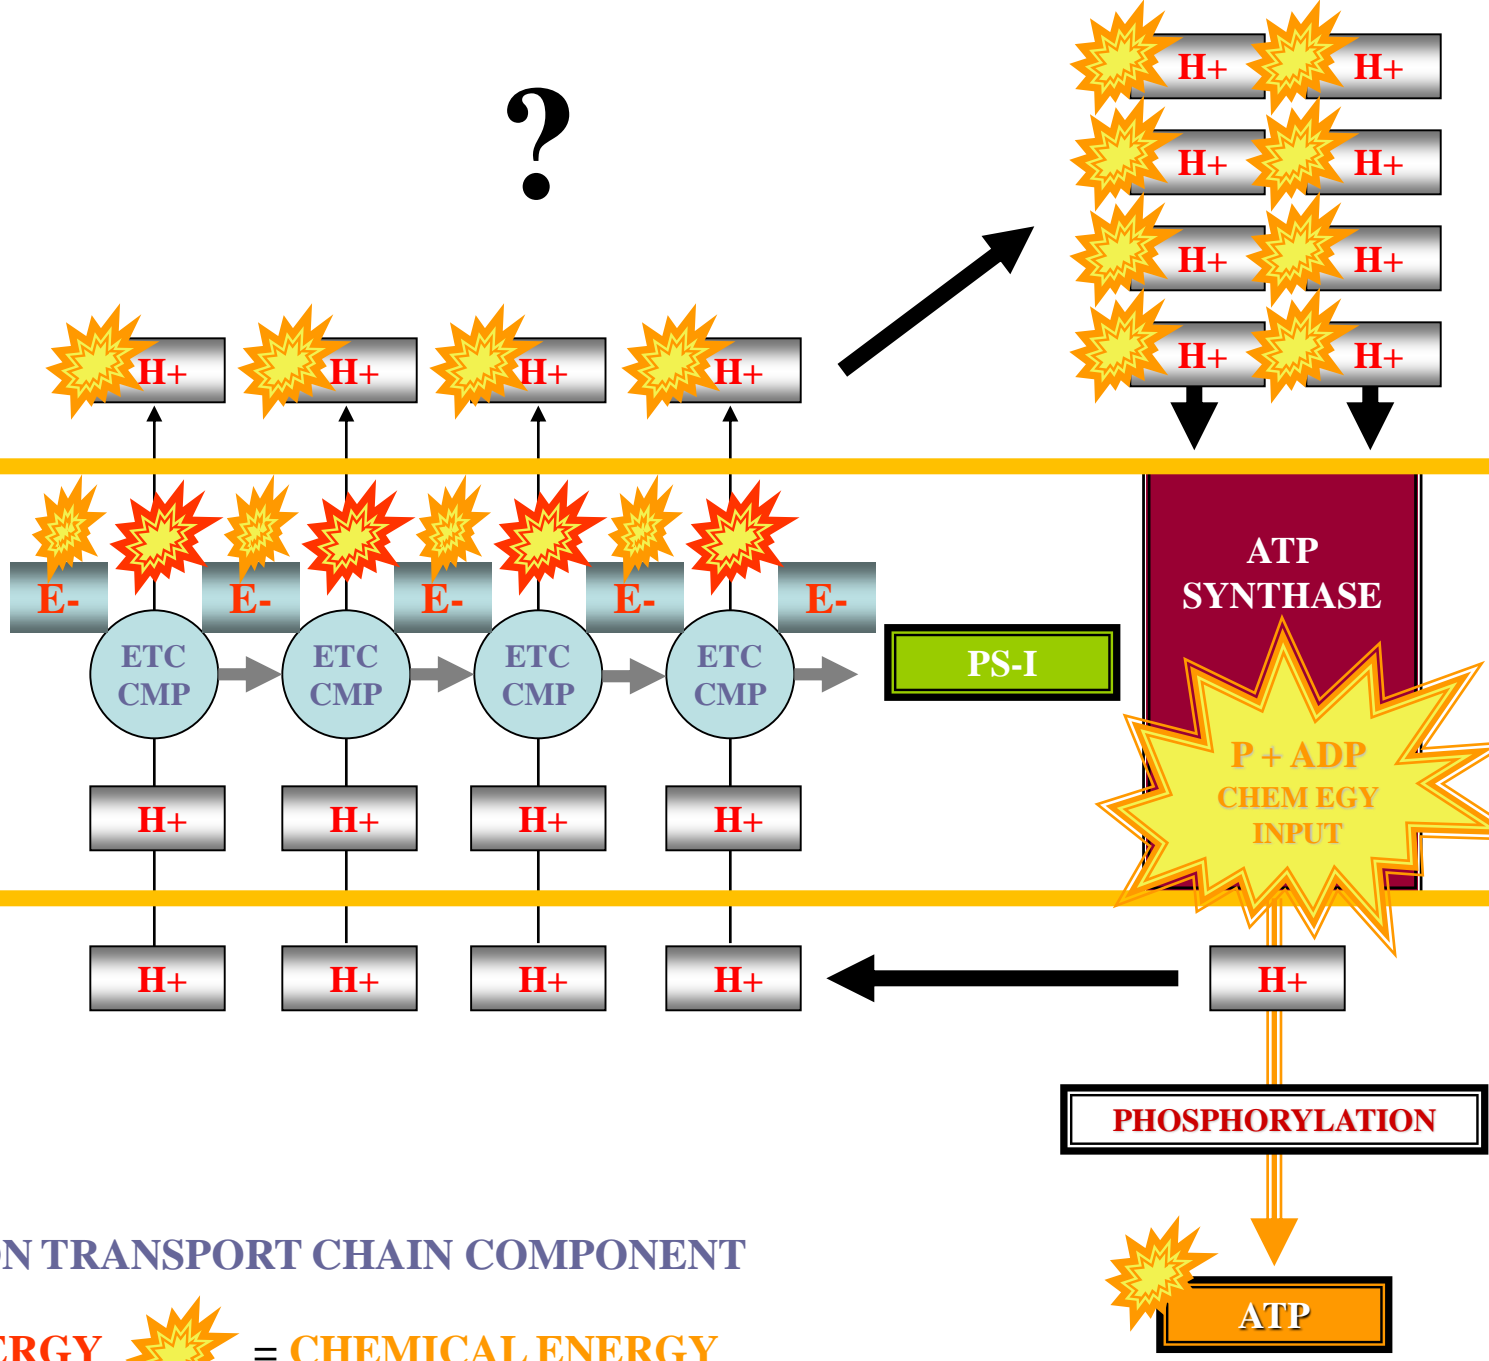 H+ H+
?
H+ H+
H+ H+
H+ H+
H+ H+ H+ H+
E- E- E- E- E-
ATP
SYNTHASE
ETC
CMP
ETC
CMP
ETC
CMP
ETC
CMP
PS-I
P + ADP
CHEM EGY
INPUT
H+ H+ H+ H+
H+ H+ H+ H+ H+
PHOSPHORYLATION
TRANSPORT CHAIN COMPONENT
ATP
= CHEMICAL ENERGY